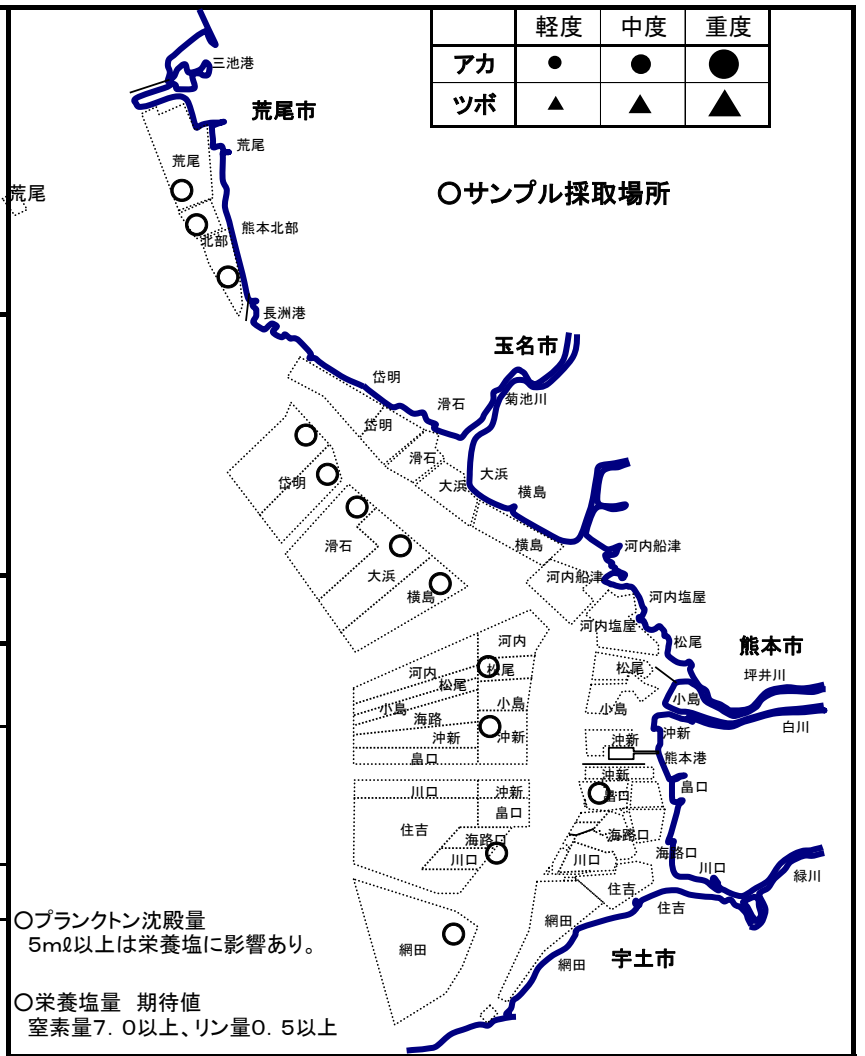 軽度 中度 重度
アカ
ツボ
三池港
荒尾市
荒尾
荒尾
荒尾
○サンプル採取場所
北部
熊本北部
長洲港
玉名市
岱明
滑石
菊池川
岱明
滑石
大浜
大浜
横島
岱明
滑石
横島
河内船津
大浜
河内船津
横島
河内塩屋
河内塩屋
河内
松尾
熊本市
河内
松尾
松尾
坪井川
松尾
小島
小島
小島
小島
海路
白川
沖新
沖新
沖新
沖新
畠口
熊本港
沖新
川口
沖新
畠口
畠口
畠口
住吉
海路口
海路口
海路口
川口
川口
川口
緑川
住吉
住吉
○プランクトン沈殿量
5mℓ以上は栄養塩に影響あり。
網田
網田
網田
宇土市
○栄養塩量 期待値
窒素量7.0以上、リン量0.5以上